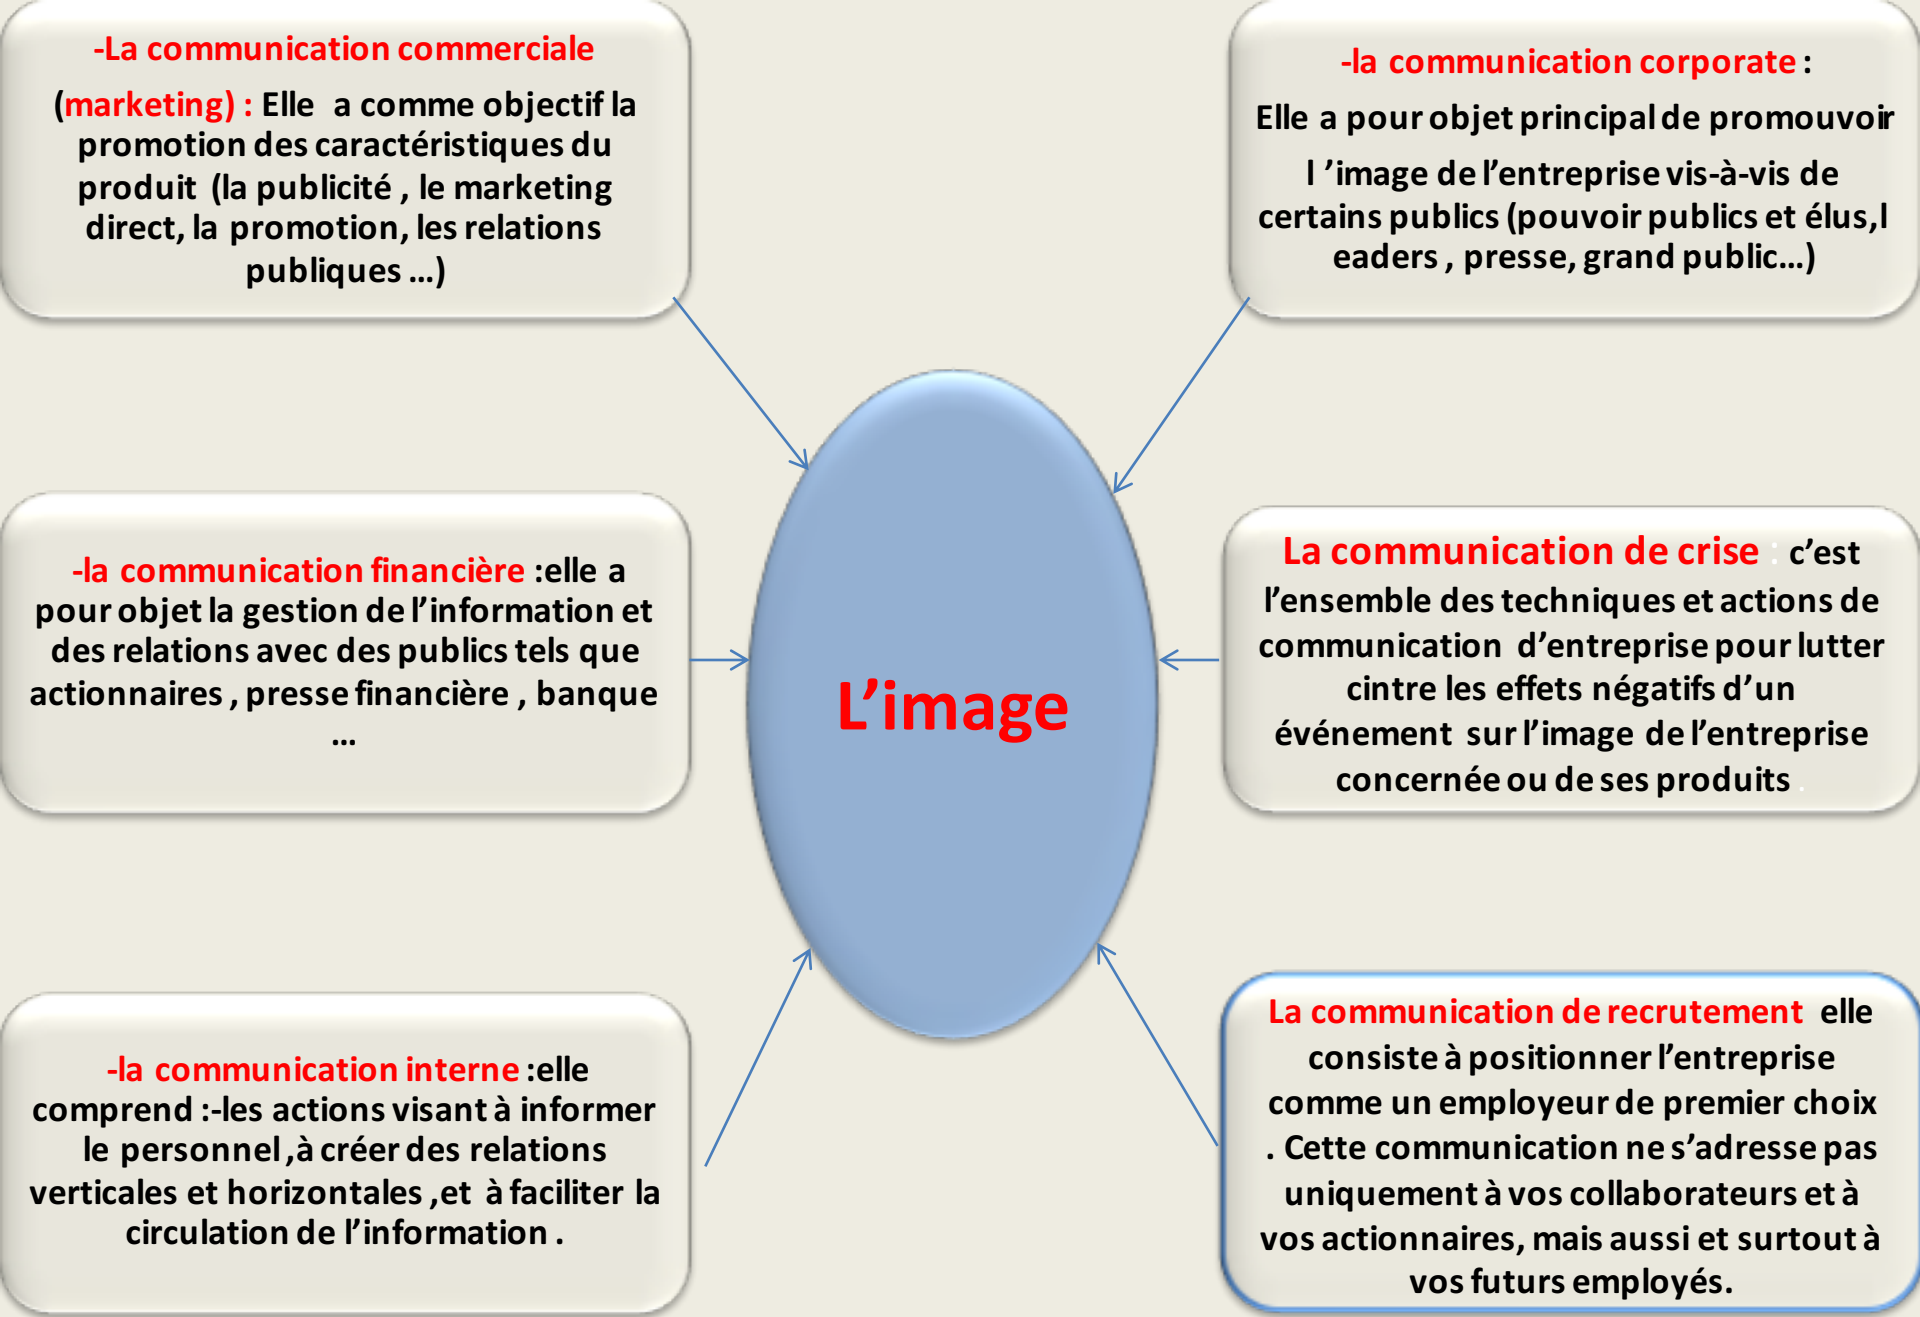 -La communication commerciale
(marketing) : Elle a comme objectif la
promotion des caractéristiques du
produit (la publicité , le marketing
direct, la promotion, les relations
publiques ...)
-la communication corporate :
Elle a pour objet principal de promouvoir
l ’image de l’entreprise vis-à-vis de
certains publics (pouvoir publics et élus,l
eaders , presse, grand public...)
-la communication financière :elle a
pour objet la gestion de l’information et
des relations avec des publics tels que
actionnaires , presse financière , banque
...
L’image
La communication de crise : c’est
l’ensemble des techniques et actions de
communication d’entreprise pour lutter
cintre les effets négatifs d’un
événement sur l’image de l’entreprise
concernée ou de ses produits .
-la communication interne :elle
comprend :-les actions visant à informer
le personnel ,à créer des relations
verticales et horizontales ,et à faciliter la
circulation de l’information .
La communication de recrutement elle
consiste à positionner l’entreprise
comme un employeur de premier choix
. Cette communication ne s’adresse pas
uniquement à vos collaborateurs et à
vos actionnaires, mais aussi et surtout à
vos futurs employés.